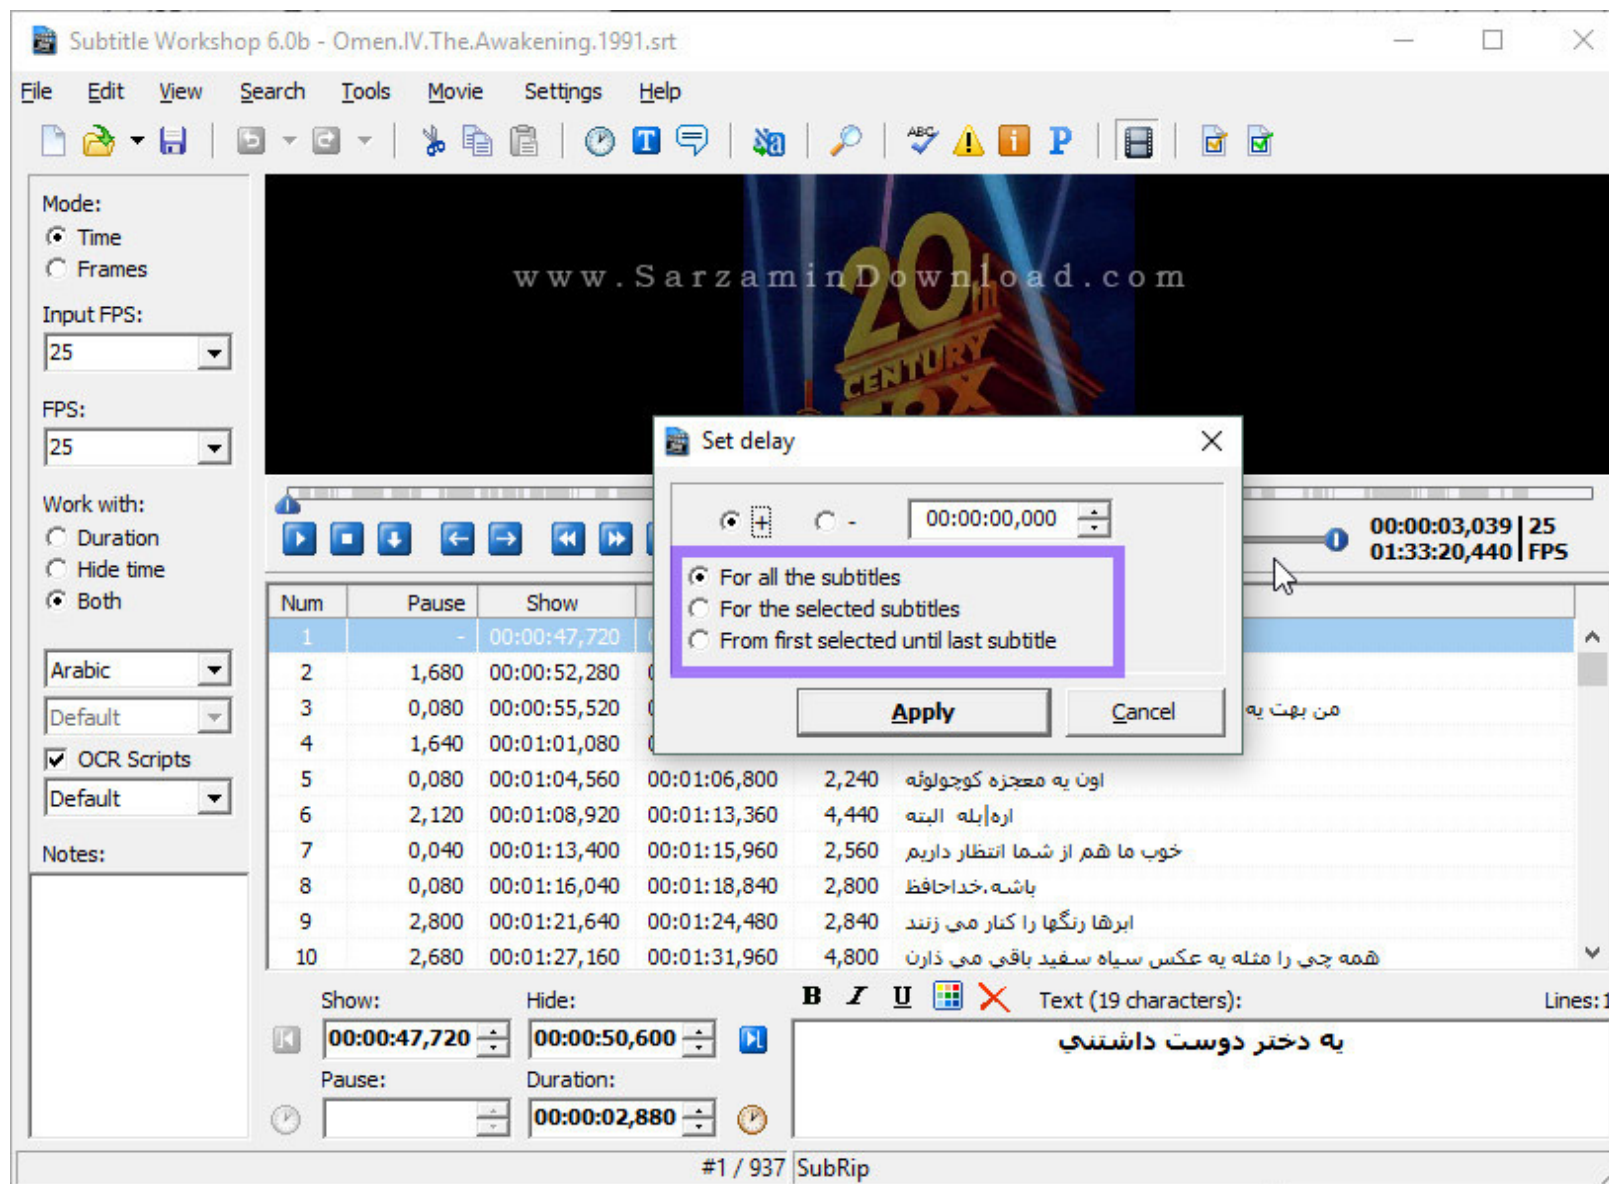 Subtitle Workshop 6.0b - Omen.IV.The.Awakening.1991.srt
File Edit View Search Tools Movie Settings Help
Mode:
Time
Frames
Input FPS:
25
FPS:
25
Work with:
Duration
Hide time
Both
Arabic
Default
OCR Scripts
Default
Notes:
www.SarzaminDownload.com
20th
CENTURY
FOX
Set delay
+ - 00:00:00,000
For all the subtitles
For the selected subtitles
From first selected until last subtitle
Apply Cancel
00:00:03,039 25
01:33:20,440 FPS
Num Pause Show
1 - 00:00:47,720
2 1,680 00:00:52,280
3 0,080 00:00:55,520 من بهت یه
4 1,640 00:01:01,080
5 0,080 00:01:04,560 00:01:06,800 2,240 اون یه معجزه کوچولوئه
6 2,120 00:01:08,920 00:01:13,360 4,440 اره|بله البته
7 0,040 00:01:13,400 00:01:15,960 2,560 خوب ما هم از شما انتظار داریم
8 0,080 00:01:16,040 00:01:18,840 2,800 باشه.خداحافظ
9 2,800 00:01:21,640 00:01:24,480 2,840 ابرها رنگها را کنار می زنند
10 2,680 00:01:27,160 00:01:31,960 4,800 همه چی را مثله یه عکس سیاه سفید باقی می ذارن
Show: Hide: B I U Text (19 characters): Lines:1
00:00:47,720 00:00:50,600
یه دختر دوست داشتني
Pause: Duration:
00:00:02,880
#1 / 937 SubRip